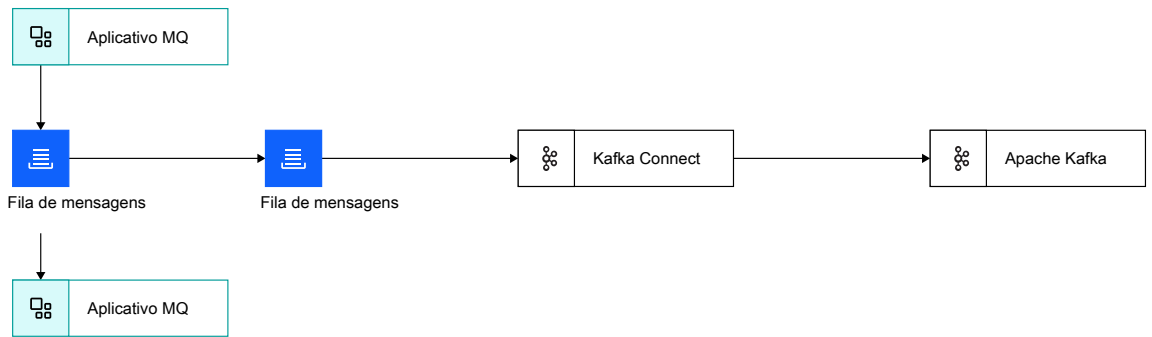 Aplicativo MQ
Kafka Connect
Apache Kafka
Fila de mensagens
Fila de mensagens
Aplicativo MQ